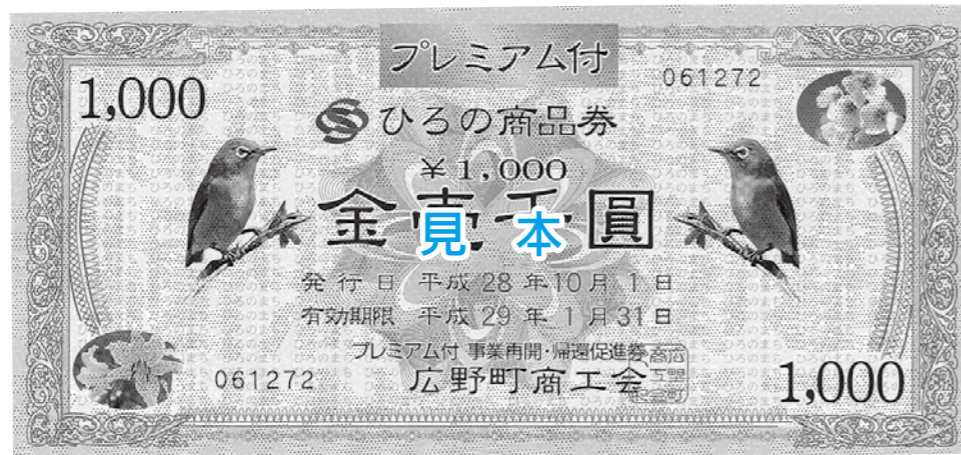 プレミアム付
1,000
061272
ひろの商品券
¥1,000
金壱千圓
見本
発行日 平成28年10月1日
有効期限 平成29年1月31日
プレミアム付 事業再開・帰還促進券
061272
広野町商工会
1,000